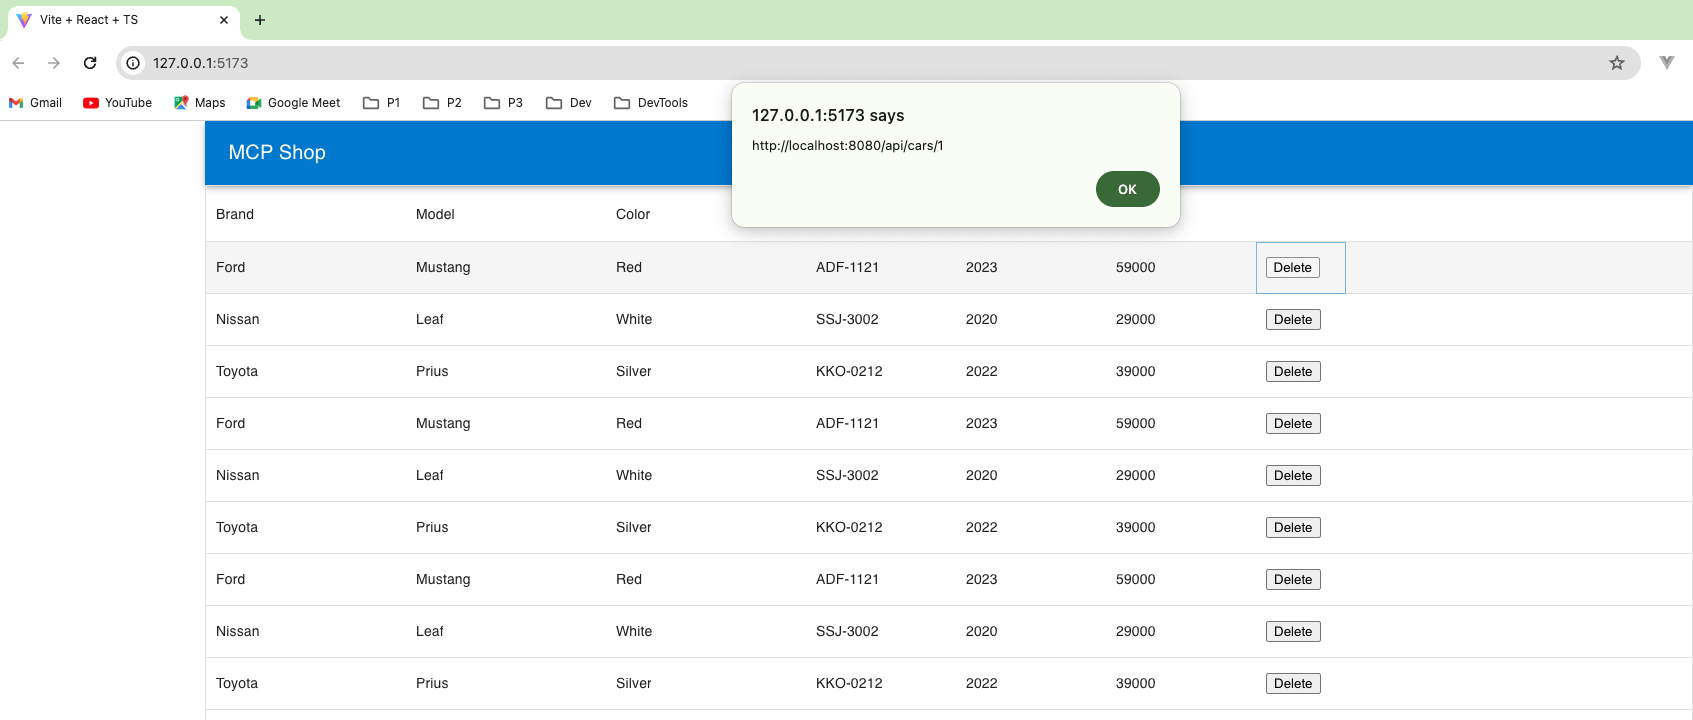 Vite + React + TS
127.0.0.1:5173
Gmail YouTube Maps Google Meet P1 P2 P3 Dev DevTools
127.0.0.1:5173 says
http://localhost:8080/api/cars/1
OK
MCP Shop
Brand Model Color
Ford Mustang Red ADF-1121 2023 59000 Delete
Nissan Leaf White SSJ-3002 2020 29000 Delete
Toyota Prius Silver KKO-0212 2022 39000 Delete
Ford Mustang Red ADF-1121 2023 59000 Delete
Nissan Leaf White SSJ-3002 2020 29000 Delete
Toyota Prius Silver KKO-0212 2022 39000 Delete
Ford Mustang Red ADF-1121 2023 59000 Delete
Nissan Leaf White SSJ-3002 2020 29000 Delete
Toyota Prius Silver KKO-0212 2022 39000 Delete